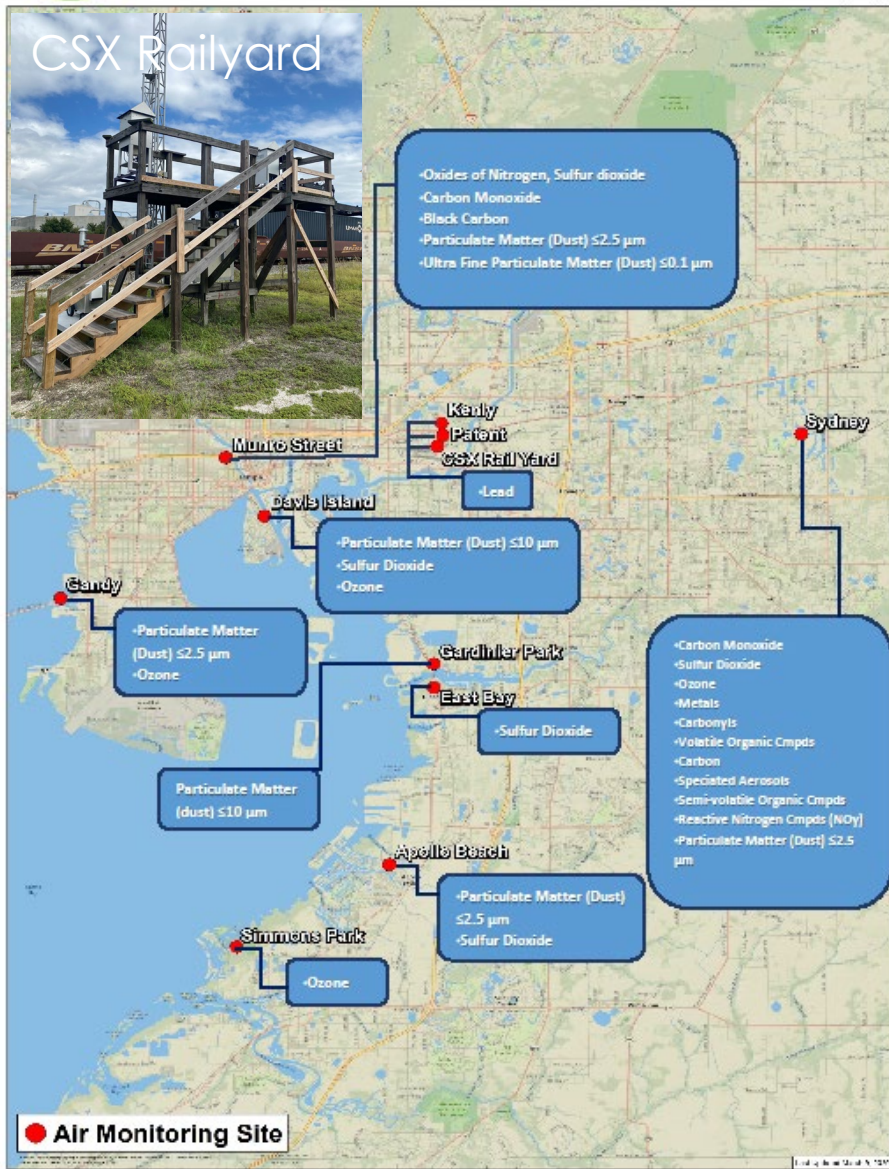 CSX Railyard
•Oxides of Nitrogen, Sulfur dioxide
•Carbon Monoxide
•Black Carbon
•Particulate Matter (Dust) ≤2.5 µm
•Ultra Fine Particulate Matter (Dust) ≤0.1 µm
Kenly
Patent
CSX Rail Yard
•Lead
Sydney
Munro Street
Davis Island
•Particulate Matter (Dust) ≤10 µm
•Sulfur Dioxide
•Ozone
Gandy
•Particulate Matter
(Dust) ≤2.5 µm
•Ozone
Gardinier Park
East Bay
•Sulfur Dioxide
Particulate Matter
(dust) ≤10 µm
•Carbon Monoxide
•Sulfur Dioxide
•Ozone
•Metals
•Carbonyls
•Volatile Organic Cmpds
•Carbon
•Speciated Aerosols
•Semi-volatile Organic Cmpds
•Reactive Nitrogen Cmpds (NOy)
•Particulate Matter (Dust) ≤2.5
µm
Apollo Beach
•Particulate Matter (Dust)
≤2.5 µm
•Sulfur Dioxide
Simmons Park
•Ozone
Air Monitoring Site